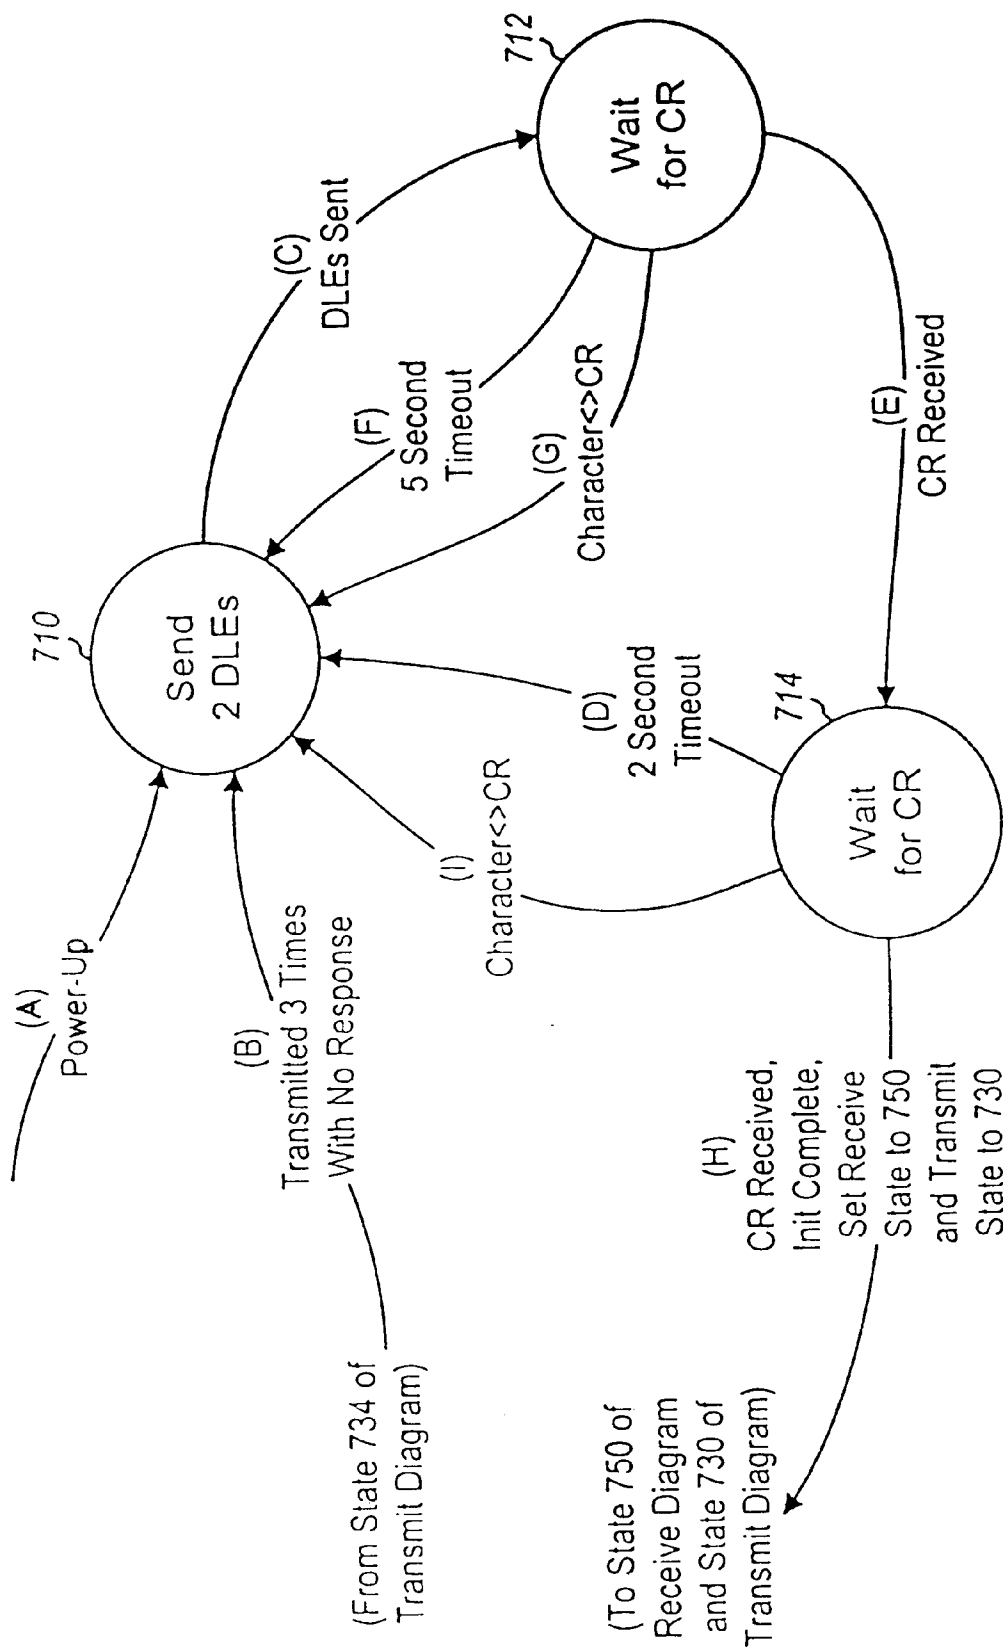 (A)
Power-Up
(B)
Transmitted 3 Times
With No Response
(From State 734 of
Transmit Diagram)
710
Send
2 DLEs
(C)
DLEs Sent
712
Wait
for CR
(F)
5 Second
Timeout
(G)
Character<>CR
(D)
2 Second
Timeout
(I)
Character<>CR
(E)
CR Received
714
Wait
for CR
(H)
CR Received,
Init Complete,
Set Receive
State to 750
and Transmit
State to 730
(To State 750 of
Receive Diagram
and State 730 of
Transmit Diagram)